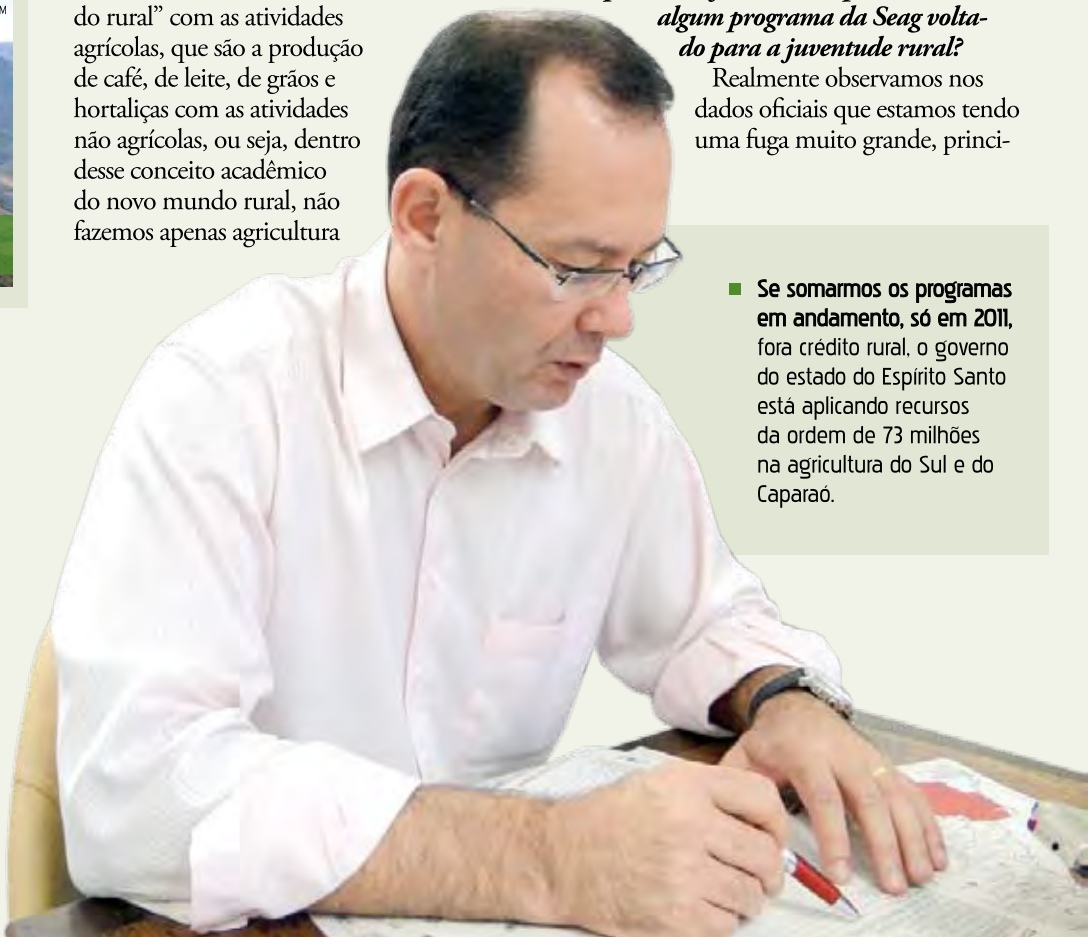 do rural” com as atividades
agrícolas, que são a produção
de café, de leite, de grãos e
hortaliças com as atividades
não agrícolas, ou seja, dentro
desse conceito acadêmico
do novo mundo rural, não
fazemos apenas agricultura
algum programa da Seag volta-
do para a juventude rural?
Realmente observamos nos
dados oficiais que estamos tendo
uma fuga muito grande, princi-
Se somarmos os programas
em andamento, só em 2011,
fora crédito rural, o governo
do estado do Espírito Santo
está aplicando recursos
da ordem de 73 milhões
na agricultura do Sul e do
Caparaó.